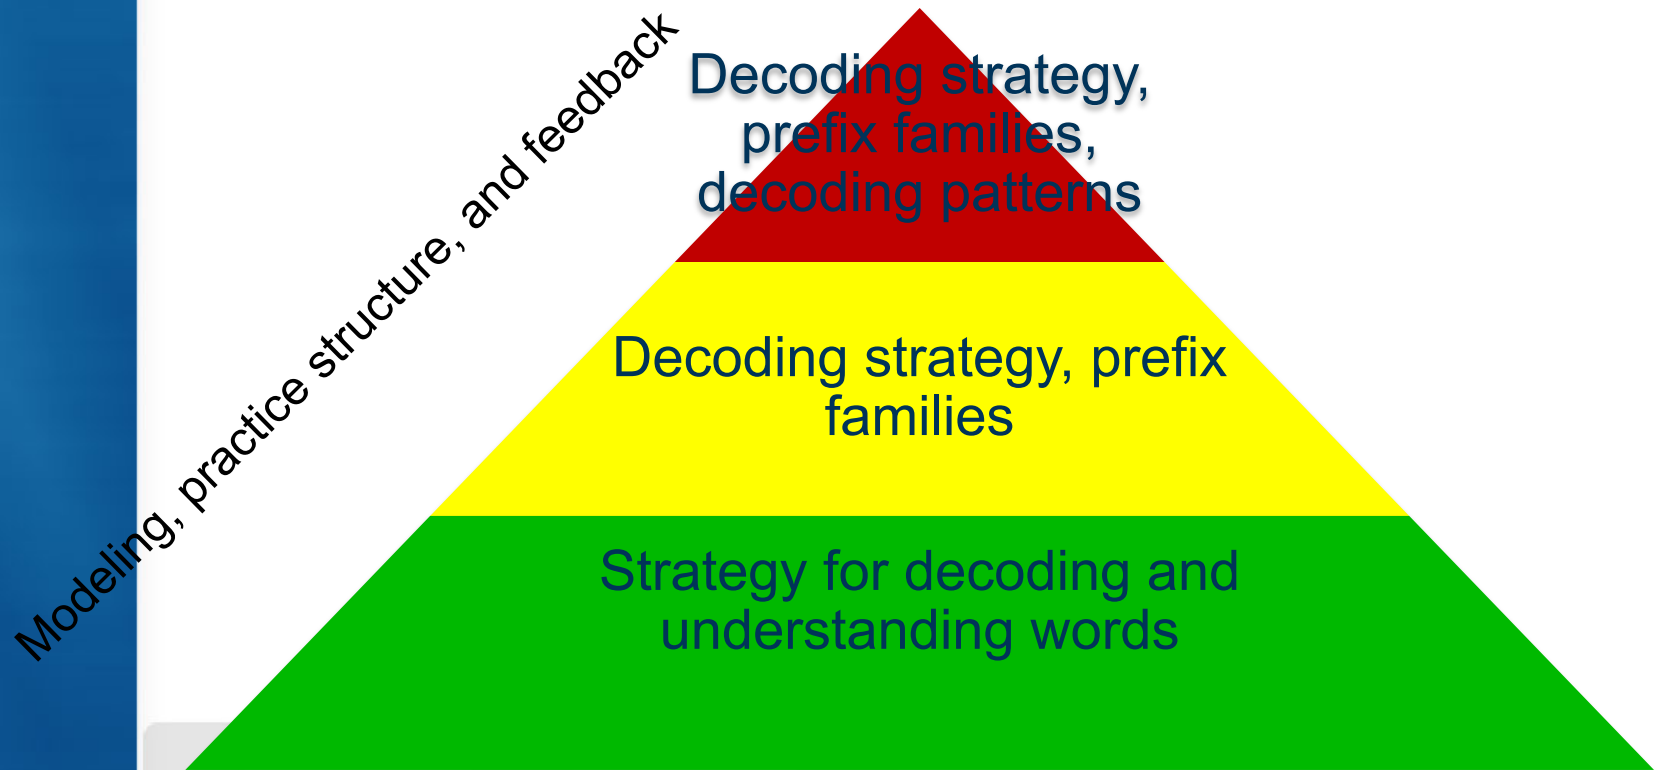 Modeling, practice structure, and feedback
Decoding strategy,
prefix families,
decoding patterns
Decoding strategy, prefix
families
Strategy for decoding and
understanding words